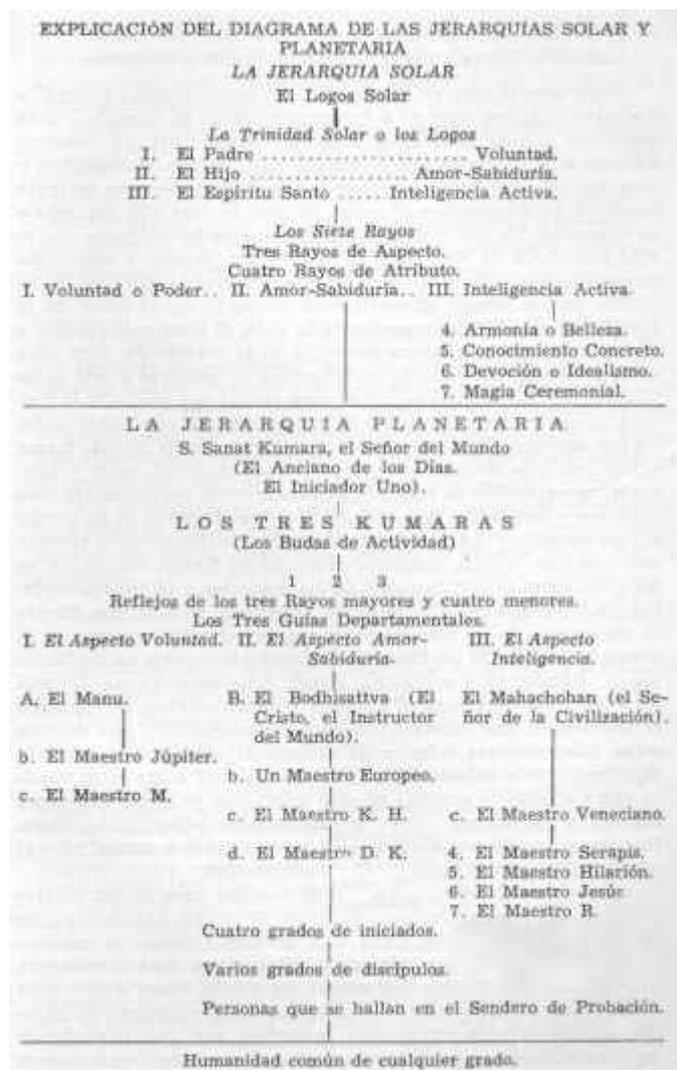 EXPLICACIÓN DEL DIAGRAMA DE LAS JERARQUIAS SOLAR Y
PLANETARIA
LA JERARQUIA SOLAR
El Logos Solar
La Trinidad Solar o los Logos
I. El Padre ........................ Voluntad.
II. El Hijo ................... Amor-Sabiduría.
III. El Espíritu Santo ..... Inteligencia Activa.
Los Siete Rayos
Tres Rayos de Aspecto.
Cuatro Rayos de Atributo.
I. Voluntad o Poder.. II. Amor-Sabiduría.. III. Inteligencia Activa.
4. Armonía o Belleza.
5. Conocimiento Concreto.
6. Devoción o Idealismo.
7. Magia Ceremonial.
LA JERARQUIA PLANETARIA
S. Sanat Kumara, el Señor del Mundo
(El Anciano de los Días.
El Iniciador Uno).
LOS TRES KUMARAS
(Los Budas de Actividad)
1 2 3
Reflejos de los tres Rayos mayores y cuatro menores.
Los Tres Guías Departamentales.
I. El Aspecto Voluntad. II. El Aspecto Amor- III. El Aspecto
Sabiduría. Inteligencia.
A. El Manu. B. El Bodhisattva (El El Mahachohan (el Se-
Cristo, el Instructor ñor de la Civilización).
del Mundo).
b. El Maestro Júpiter.
b. Un Maestro Europeo.
c. El Maestro M.
c. El Maestro K. H. c. El Maestro Veneciano.
d. El Maestro D. K. 4. El Maestro Serapis.
5. El Maestro Hilarión.
6. El Maestro Jesús
7. El Maestro R.
Cuatro grados de iniciados.
Varios grados de discípulos.
Personas que se hallan en el Sendero de Probación.
Humanidad común de cualquier grado.